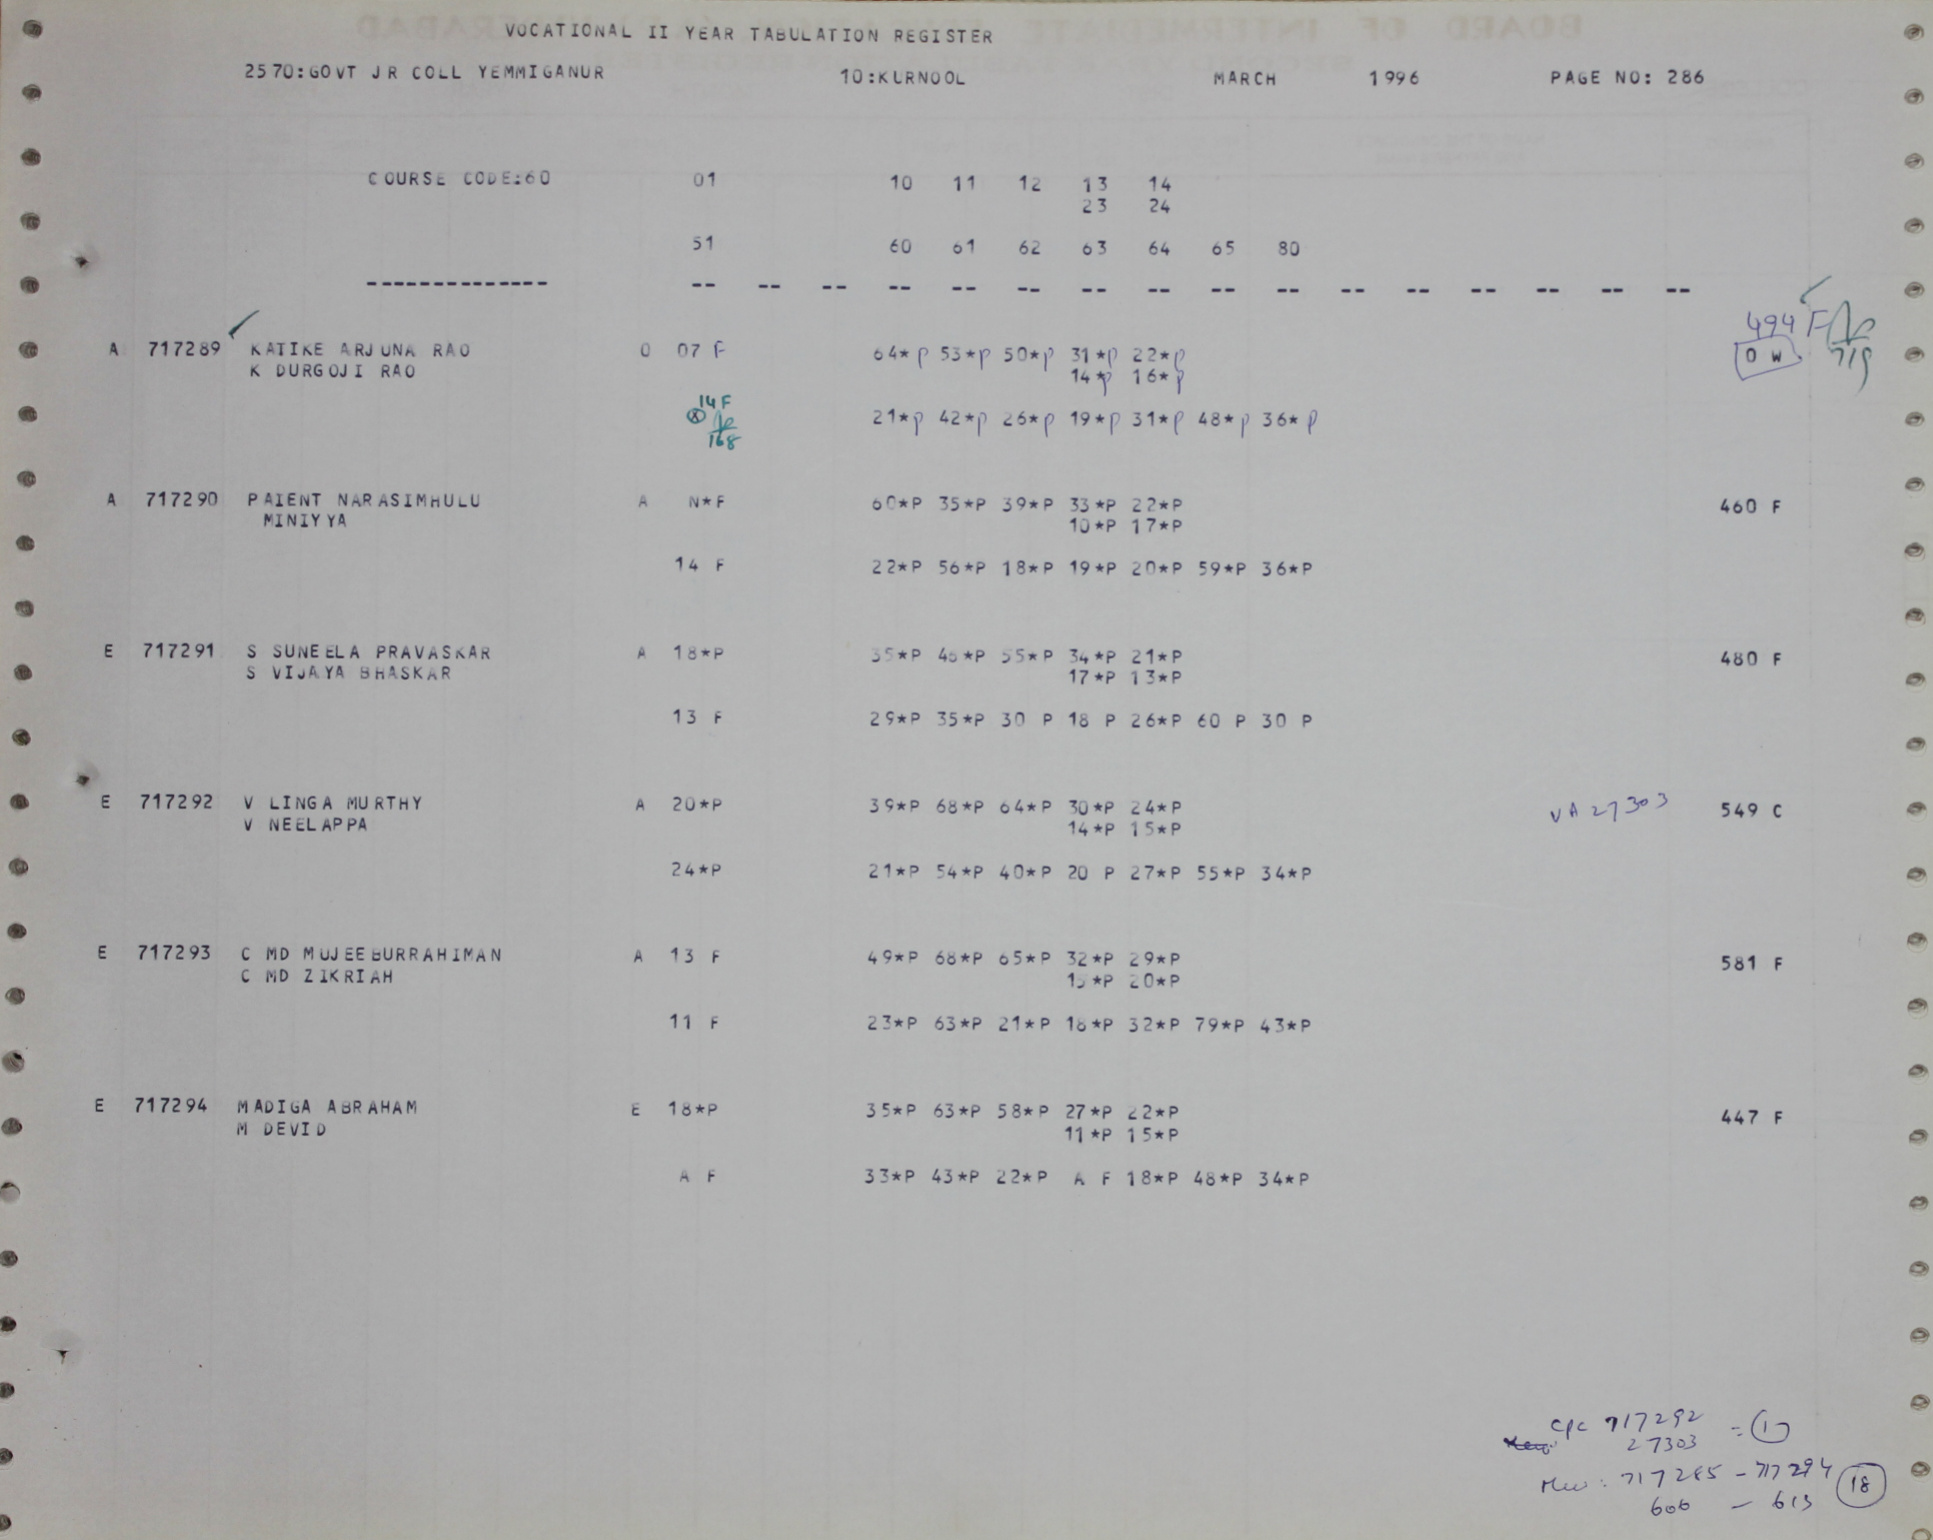 VOCATIONAL II YEAR TABULATION REGISTER
2570:GOVT JR COLL YEMMIGANUR 10:KURNOOL MARCH 1996 PAGE NO: 286
COURSE CODE:60 01 10 11 12 13 14
23 24
51 60 61 62 63 64 65 80
-------------- -- -- -- -- -- -- -- -- -- -- -- -- -- -- -- --
494 F
A 717289 KATIKE ARJUNA RAO O 07 F 64*P 53*P 50*P 31*P 22*P O W
K DURGOJI RAO 14*P 16*P
14 F
21*P 42*P 26*P 19*P 31*P 48*P 36*P
168
A 717290 PAIENT NARASIMHULU A N*F 60*P 35*P 39*P 33*P 22*P 460 F
MINIYYA 10*P 17*P
14 F 22*P 56*P 18*P 19*P 20*P 59*P 36*P
E 717291 S SUNEELA PRAVASKAR A 18*P 35*P 46*P 55*P 34*P 21*P 480 F
S VIJAYA BHASKAR 17*P 13*P
13 F 29*P 35*P 30 P 18 P 26*P 60 P 30 P
E 717292 V LINGA MURTHY A 20*P 39*P 68*P 64*P 30*P 24*P VA 27303 549 C
V NEELAPPA 14*P 15*P
24*P 21*P 54*P 40*P 20 P 27*P 55*P 34*P
E 717293 C MD MUJEEBURRAHIMAN A 13 F 49*P 68*P 65*P 32*P 29*P 581 F
C MD ZIKRIAH 15*P 20*P
11 F 23*P 63*P 21*P 18*P 32*P 79*P 43*P
E 717294 MADIGA ABRAHAM E 18*P 35*P 63*P 58*P 27*P 22*P 447 F
M DEVID 11*P 15*P
A F 33*P 43*P 22*P A F 18*P 48*P 34*P
717292 = 1
27303
717285 - 717294 18
606 - 613